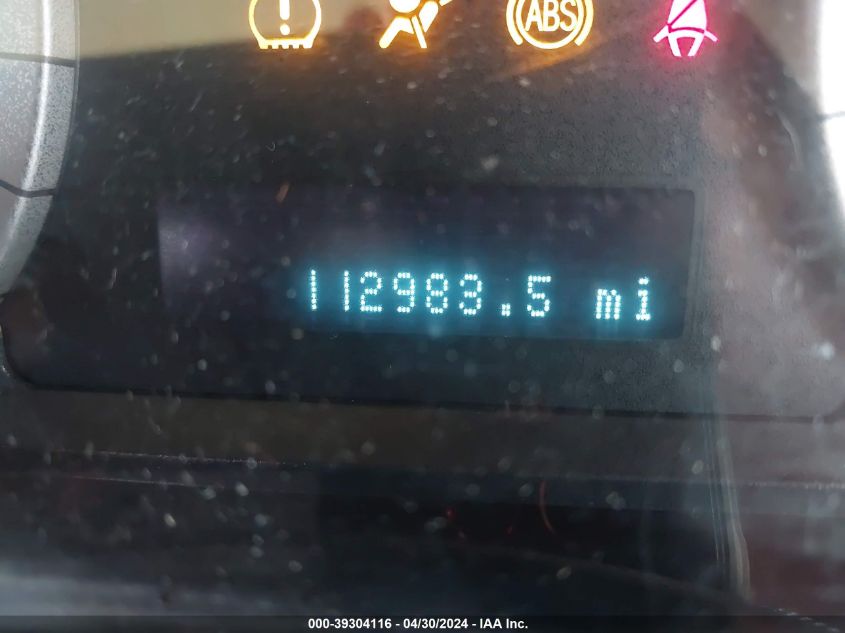 !
ABS
112983.5 mi
000-39304116 - 04/30/2024 - IAA Inc.